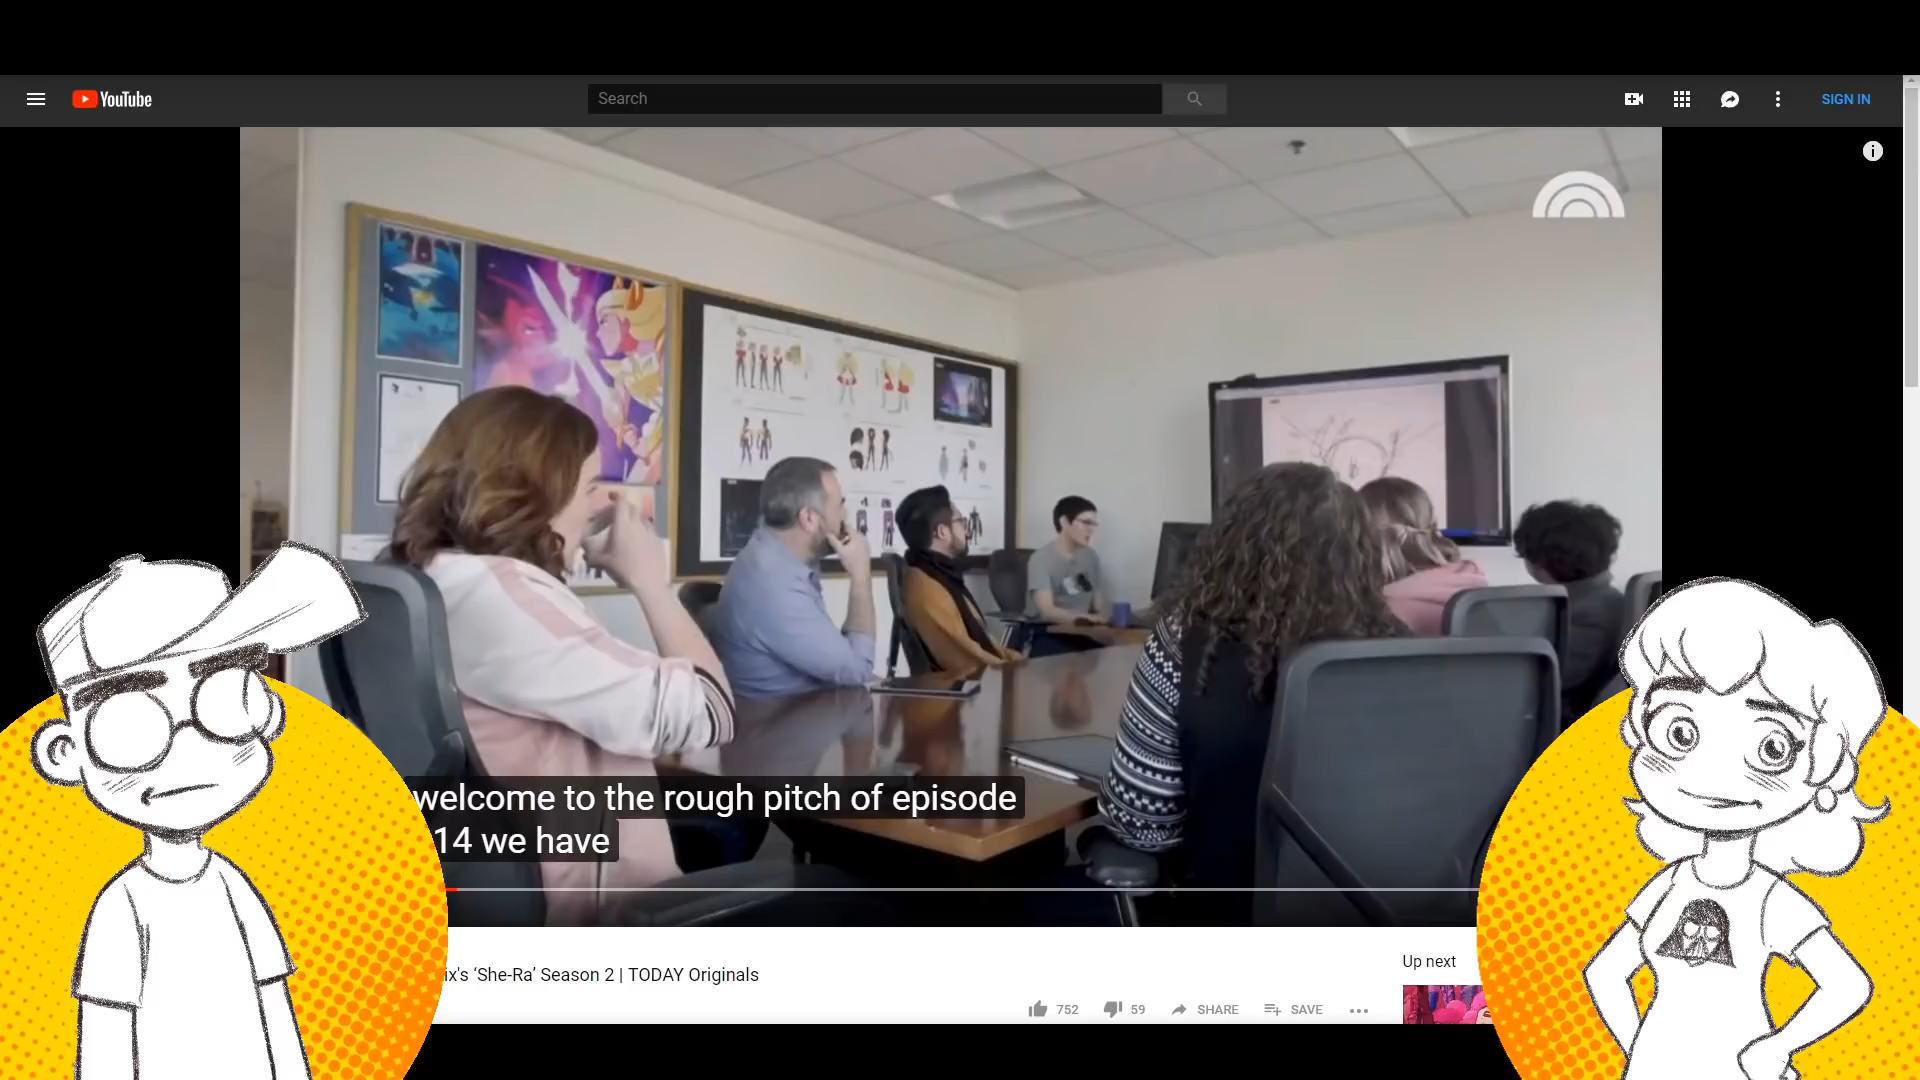 YouTube
Search
SIGN IN
welcome to the rough pitch of episode
14 we have
ix's ‘She-Ra’ Season 2 | TODAY Originals
Up next
752
59
SHARE
SAVE